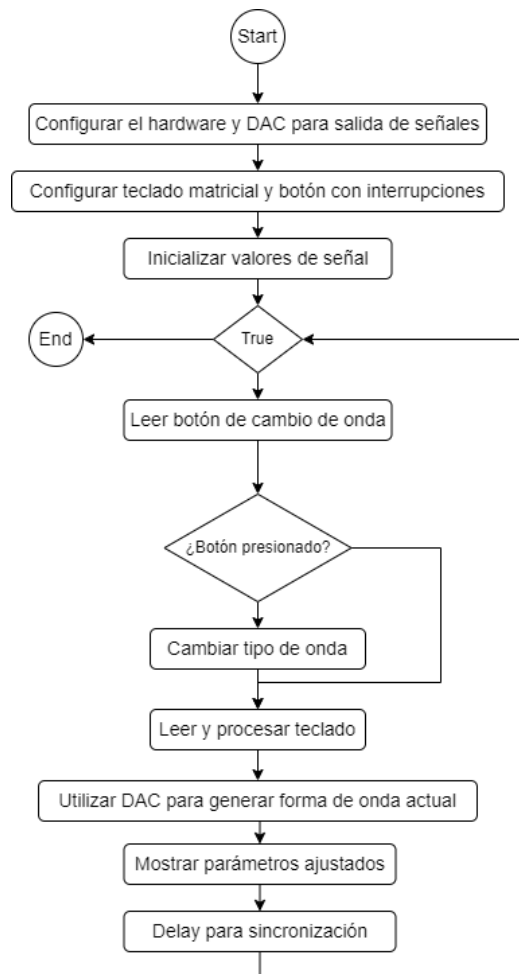 Start
Configurar el hardware y DAC para salida de señales
Configurar teclado matricial y botón con interrupciones
Inicializar valores de señal
End
True
Leer botón de cambio de onda
¿Botón presionado?
Cambiar tipo de onda
Leer y procesar teclado
Utilizar DAC para generar forma de onda actual
Mostrar parámetros ajustados
Delay para sincronización